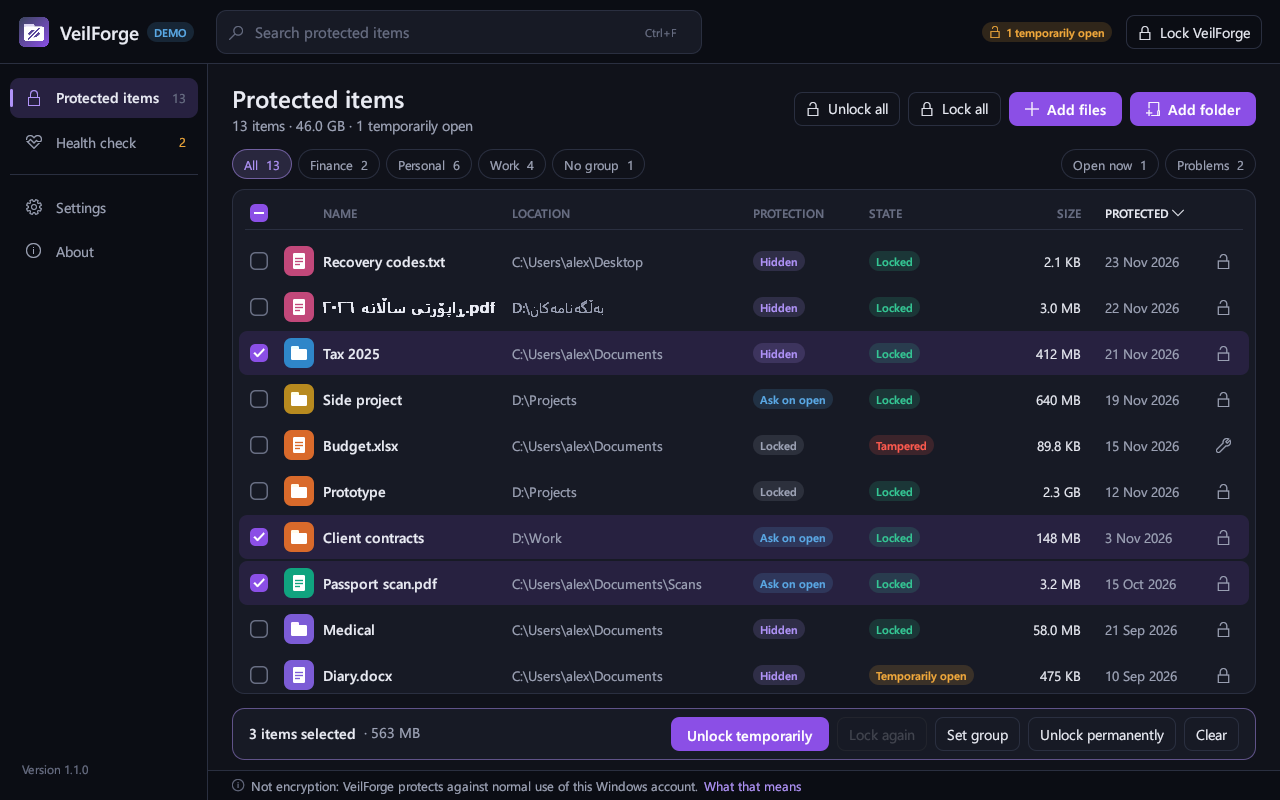 VeilForge DEMO
Search protected items Ctrl+F
1 temporarily open
Lock VeilForge
Protected items 13
Health check 2
Settings
About
Version 1.1.0
Protected items
13 items · 46.0 GB · 1 temporarily open
Unlock all
Lock all
Add files
Add folder
All 13 Finance 2 Personal 6 Work 4 No group 1 Open now 1 Problems 2
NAME LOCATION PROTECTION STATE SIZE PROTECTED
Recovery codes.txt C:\Users\alex\Desktop Hidden Locked 2.1 KB 23 Nov 2026
ڕاپۆرتی ساڵانە ٢٠٢٦.pdf D:\بەڵگەنامەکان Hidden Locked 3.0 MB 22 Nov 2026
Tax 2025 C:\Users\alex\Documents Hidden Locked 412 MB 21 Nov 2026
Side project D:\Projects Ask on open Locked 640 MB 19 Nov 2026
Budget.xlsx C:\Users\alex\Documents Locked Tampered 89.8 KB 15 Nov 2026
Prototype D:\Projects Locked Locked 2.3 GB 12 Nov 2026
Client contracts D:\Work Ask on open Locked 148 MB 3 Nov 2026
Passport scan.pdf C:\Users\alex\Documents\Scans Ask on open Locked 3.2 MB 15 Oct 2026
Medical C:\Users\alex\Documents Hidden Locked 58.0 MB 21 Sep 2026
Diary.docx C:\Users\alex\Documents Hidden Temporarily open 475 KB 10 Sep 2026
3 items selected · 563 MB
Unlock temporarily Lock again Set group Unlock permanently Clear
Not encryption: VeilForge protects against normal use of this Windows account. What that means